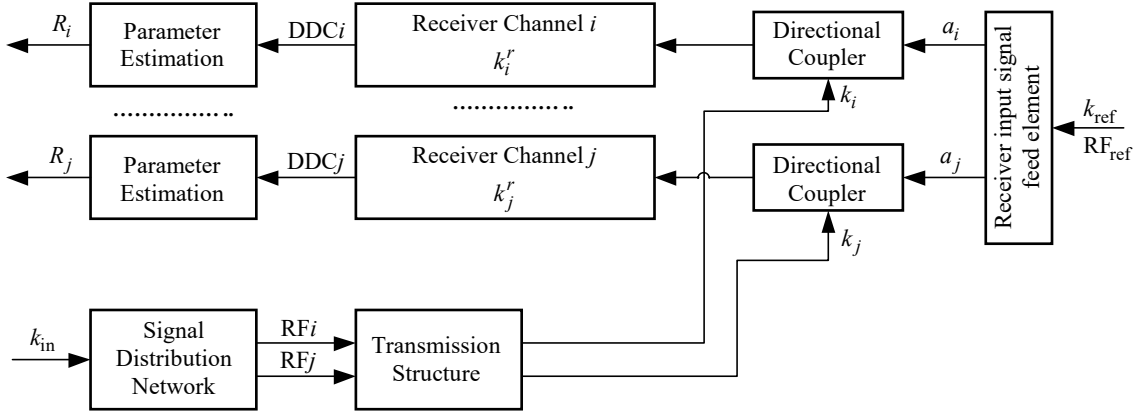 R_i
Parameter
Estimation
DDCi
Receiver Channel i
k_i^r
Directional
Coupler
a_i
k_i
Receiver input signal
feed element
k_ref
RF_ref
R_j
Parameter
Estimation
DDCj
Receiver Channel j
k_j^r
Directional
Coupler
a_j
k_j
k_in
Signal
Distribution
Network
RFi
RFj
Transmission
Structure